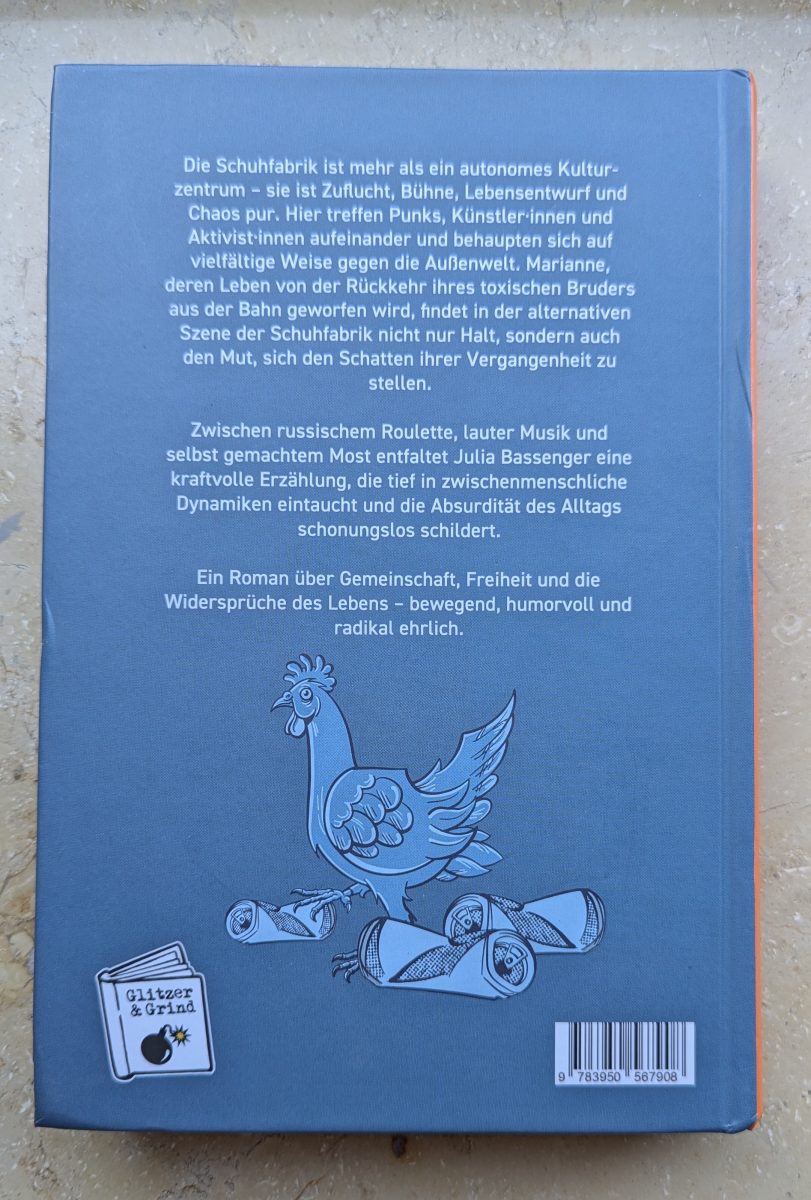 Die Schuhfabrik ist mehr als ein autonomes Kultur-
zentrum – sie ist Zuflucht, Bühne, Lebensentwurf und
Chaos pur. Hier treffen Punks, Künstler·innen und
Aktivist·innen aufeinander und behaupten sich auf
vielfältige Weise gegen die Außenwelt. Marianne,
deren Leben von der Rückkehr ihres toxischen Bruders
aus der Bahn geworfen wird, findet in der alternativen
Szene der Schuhfabrik nicht nur Halt, sondern auch
den Mut, sich den Schatten ihrer Vergangenheit zu
stellen.
Zwischen russischem Roulette, lauter Musik und
selbst gemachtem Most entfaltet Julia Bassenger eine
kraftvolle Erzählung, die tief in zwischenmenschliche
Dynamiken eintaucht und die Absurdität des Alltags
schonungslos schildert.
Ein Roman über Gemeinschaft, Freiheit und die
Widersprüche des Lebens – bewegend, humorvoll und
radikal ehrlich.
Glitzer
& Grind
9 783950 567908